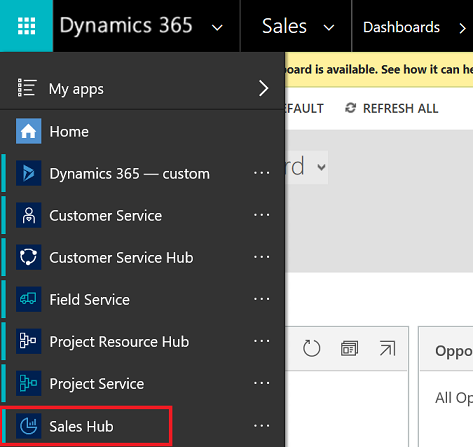 Dynamics 365 Sales Dashboards
board is available. See how it can he
My apps
EFAULT REFRESH ALL
Home
Dynamics 365 — custom
Customer Service
Customer Service Hub
Field Service
Project Resource Hub
Oppo
Project Service
All Op
Sales Hub